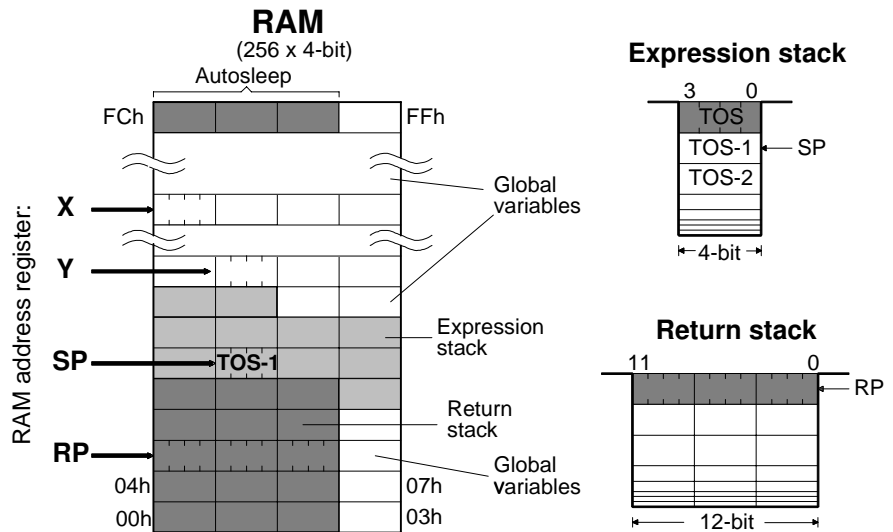 RAM
(256 x 4-bit)
Autosleep
FCh
FFh
Global
variables
X
Y
RAM address register:
Expression
stack
SP
TOS-1
Return
stack
RP
Global
variables
04h
07h
00h
03h
Expression stack
3 0
TOS
TOS-1
SP
TOS-2
4-bit
Return stack
11 0
RP
12-bit